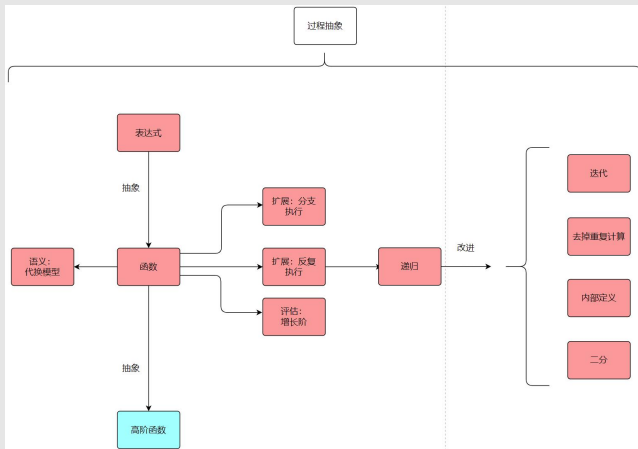 过程抽象
表达式
抽象
扩展：分支
执行
语义：
代换模型
函数
扩展：反复
执行
递归
改进
评估：
增长阶
抽象
高阶函数
迭代
去掉重复计算
内部定义
二分